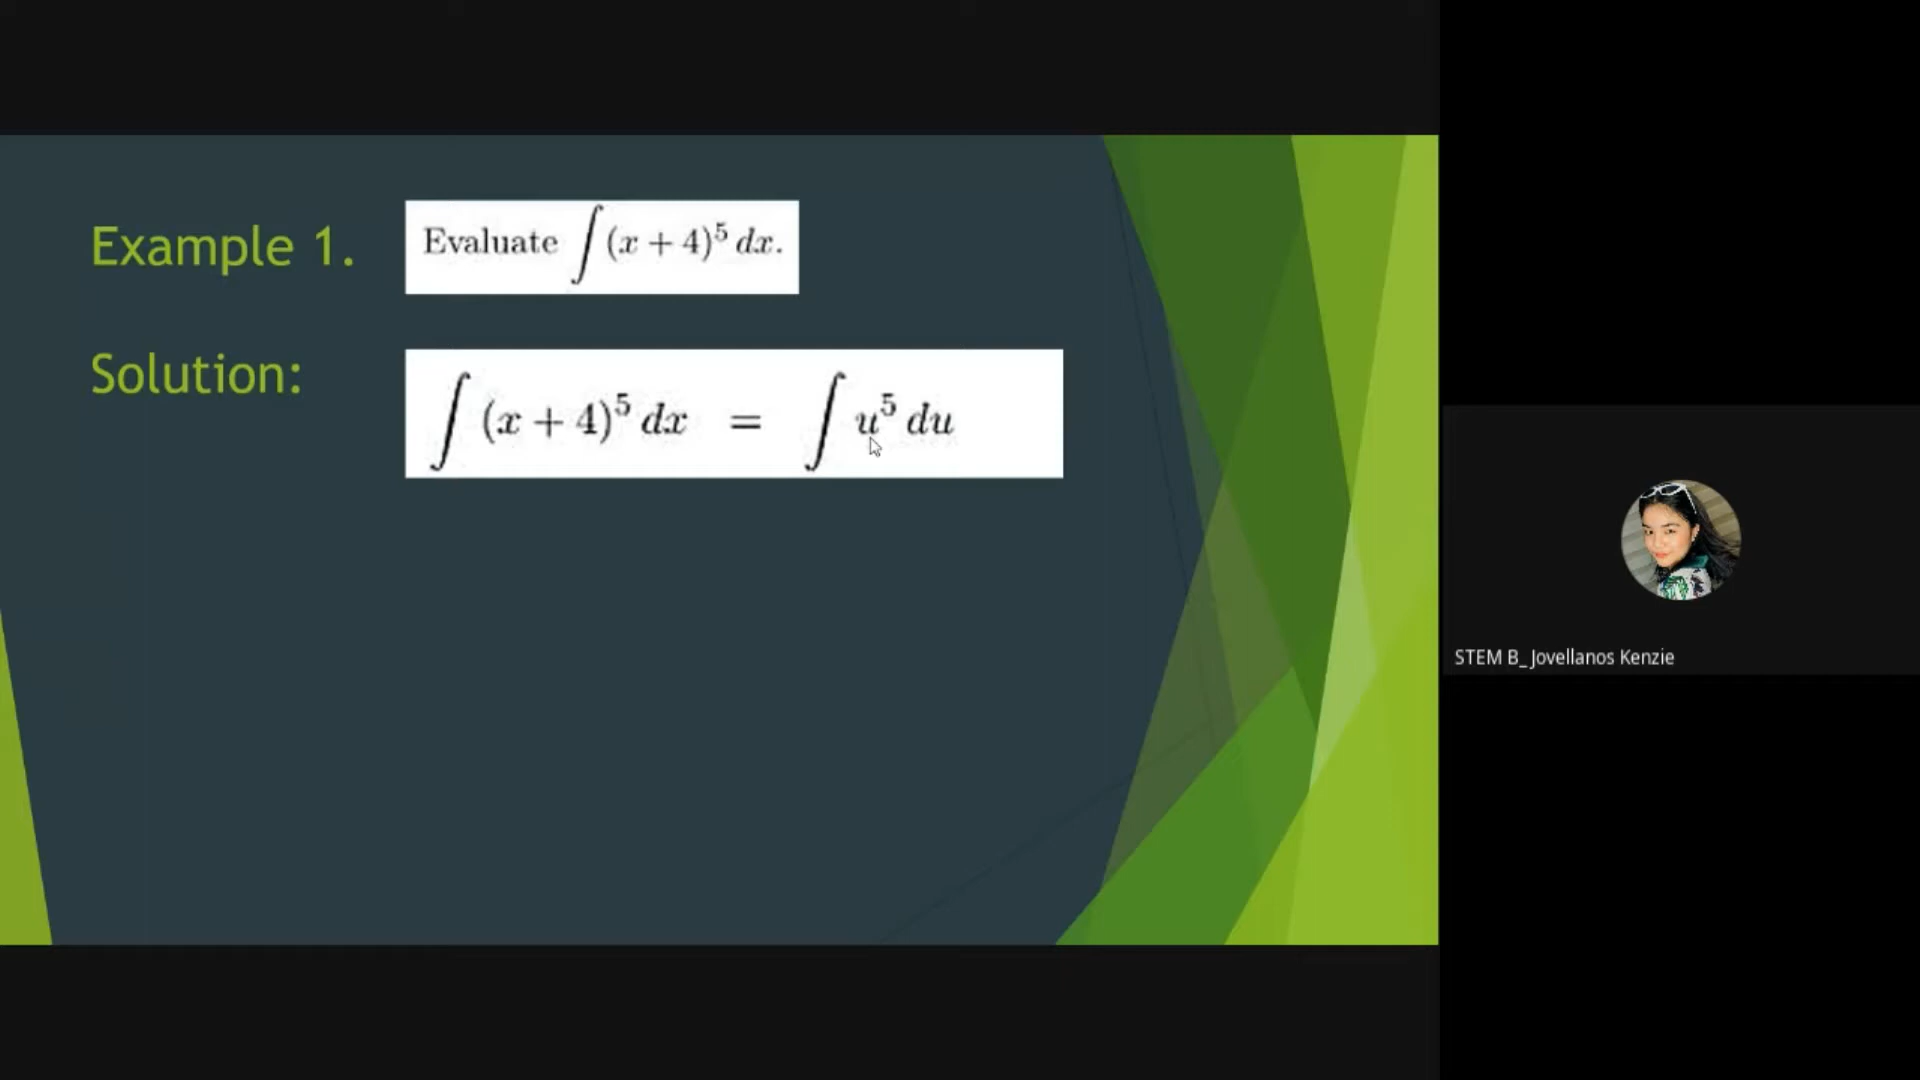 Example 1.
Evaluate ∫(x + 4)⁵ dx.
Solution:
∫(x + 4)⁵ dx = ∫u⁵ du
STEM B_ Jovellanos Kenzie